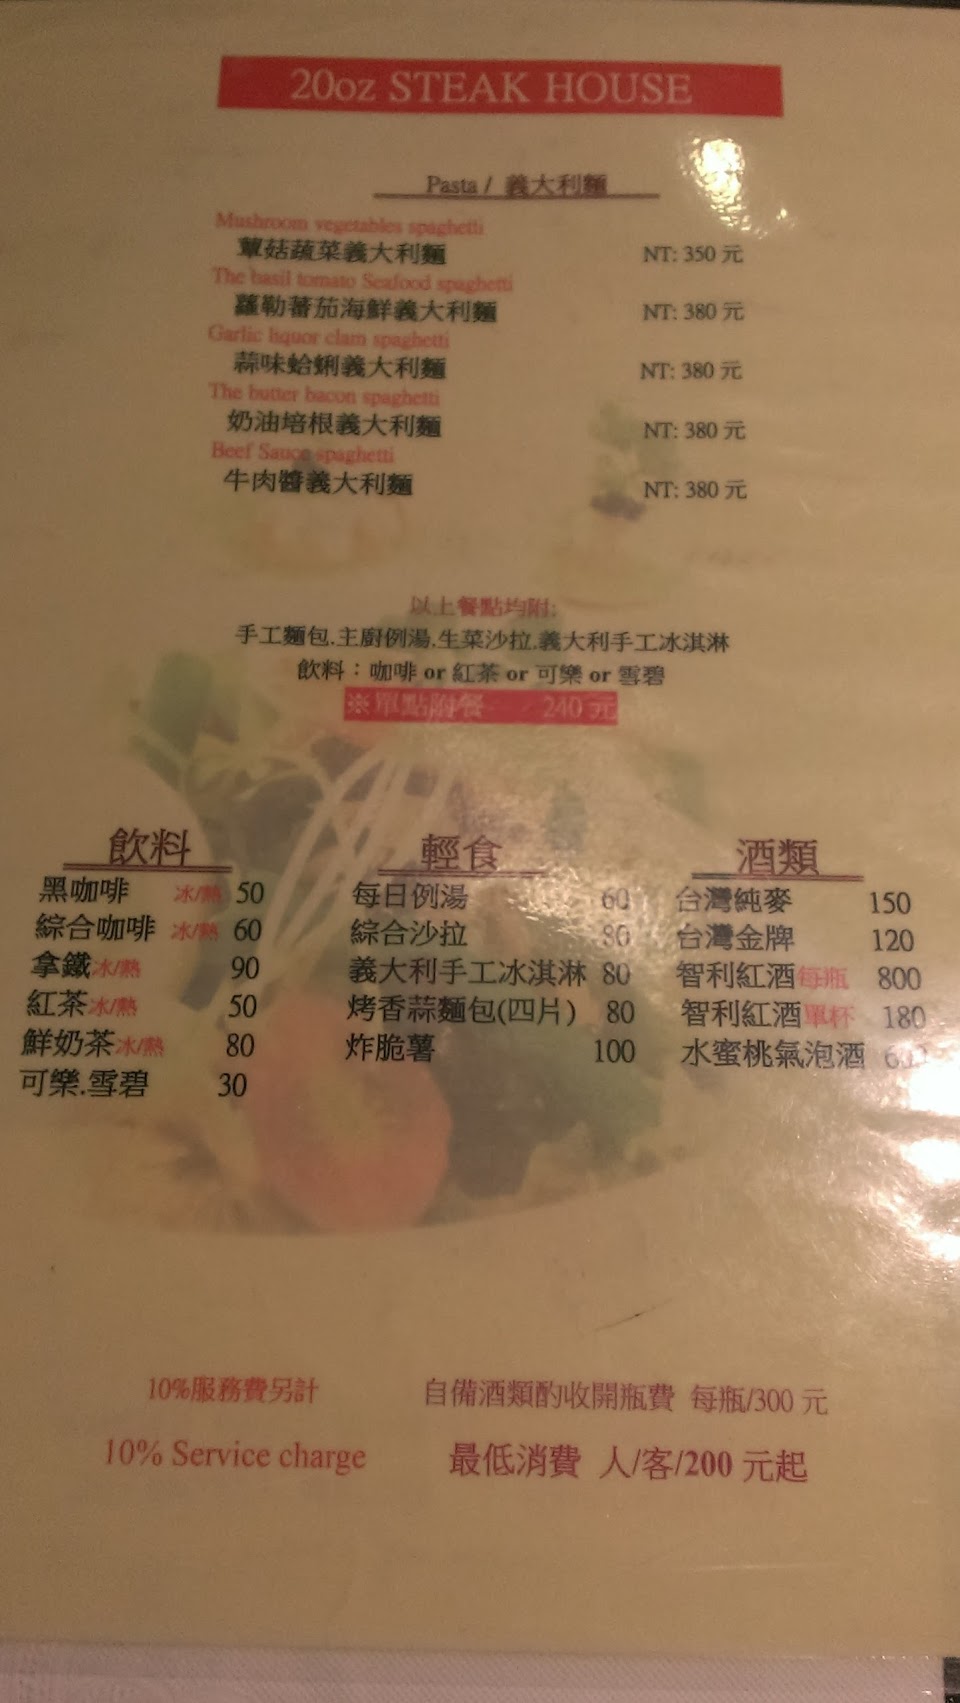 20oz STEAK HOUSE
Pasta / 義大利麵
Mushroom vegetables spaghetti
蕈菇蔬菜義大利麵 NT: 350 元
The basil tomato Seafood spaghetti
蘿勒蕃茄海鮮義大利麵 NT: 380 元
Garlic liquor clam spaghetti
蒜味蛤蜊義大利麵 NT: 380 元
The butter bacon spaghetti
奶油培根義大利麵 NT: 380 元
Beef Sauce spaghetti
牛肉醬義大利麵 NT: 380 元
以上餐點均附:
手工麵包.主廚例湯.生菜沙拉.義大利手工冰淇淋
飲料：咖啡 or 紅茶 or 可樂 or 雪碧
※單點附餐 240 元
飲料
黑咖啡 冰/熱 50
綜合咖啡 冰/熱 60
拿鐵冰/熱 90
紅茶冰/熱 50
鮮奶茶冰/熱 80
可樂.雪碧 30
輕食
每日例湯 60
綜合沙拉 80
義大利手工冰淇淋 80
烤香蒜麵包(四片) 80
炸脆薯 100
酒類
台灣純麥 150
台灣金牌 120
智利紅酒每瓶 800
智利紅酒單杯 180
水蜜桃氣泡酒
10%服務費另計
10% Service charge
自備酒類酌收開瓶費 每瓶/300 元
最低消費 人/客/200 元起